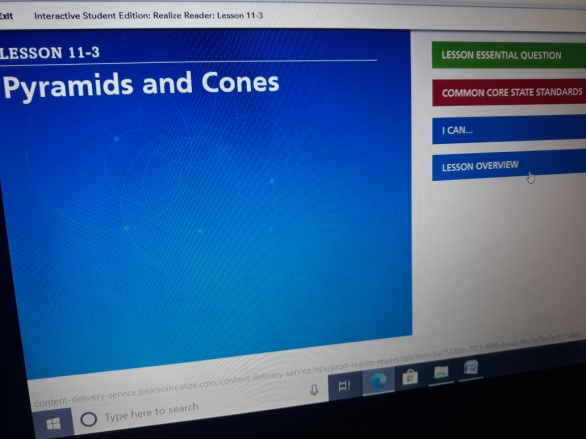 Exit Interactive Student Edition: Realize Reader: Lesson 11-3
LESSON 11-3
Pyramids and Cones
LESSON ESSENTIAL QUESTION
COMMON CORE STATE STANDARDS
I CAN...
LESSON OVERVIEW
content-delivery-service.pearsonrealize.com/content-delivery-service/eps/prod-realize-reader/api/item/
Type here to search